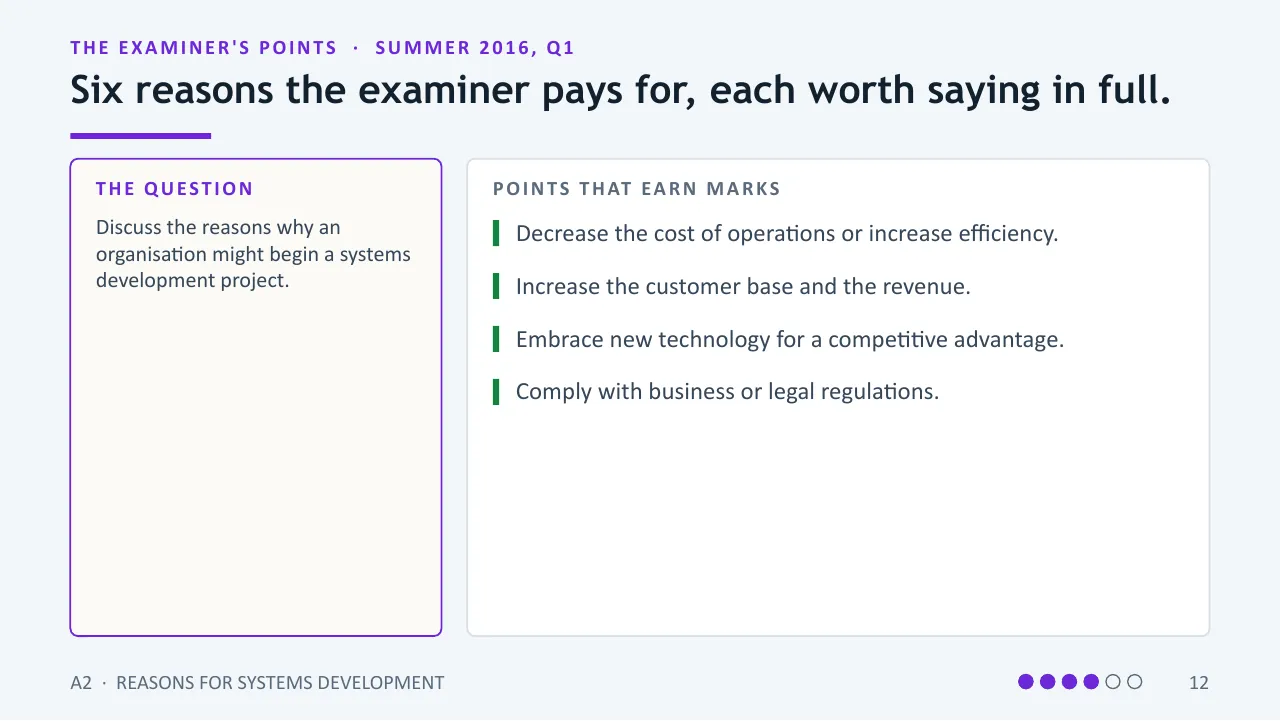 THE EXAMINER'S POINTS · SUMMER 2016, Q1
Six reasons the examiner pays for, each worth saying in full.
THE QUESTION
Discuss the reasons why an
organisation might begin a systems
development project.
POINTS THAT EARN MARKS
Decrease the cost of operations or increase efficiency.
Increase the customer base and the revenue.
Embrace new technology for a competitive advantage.
Comply with business or legal regulations.
A2 · REASONS FOR SYSTEMS DEVELOPMENT
12